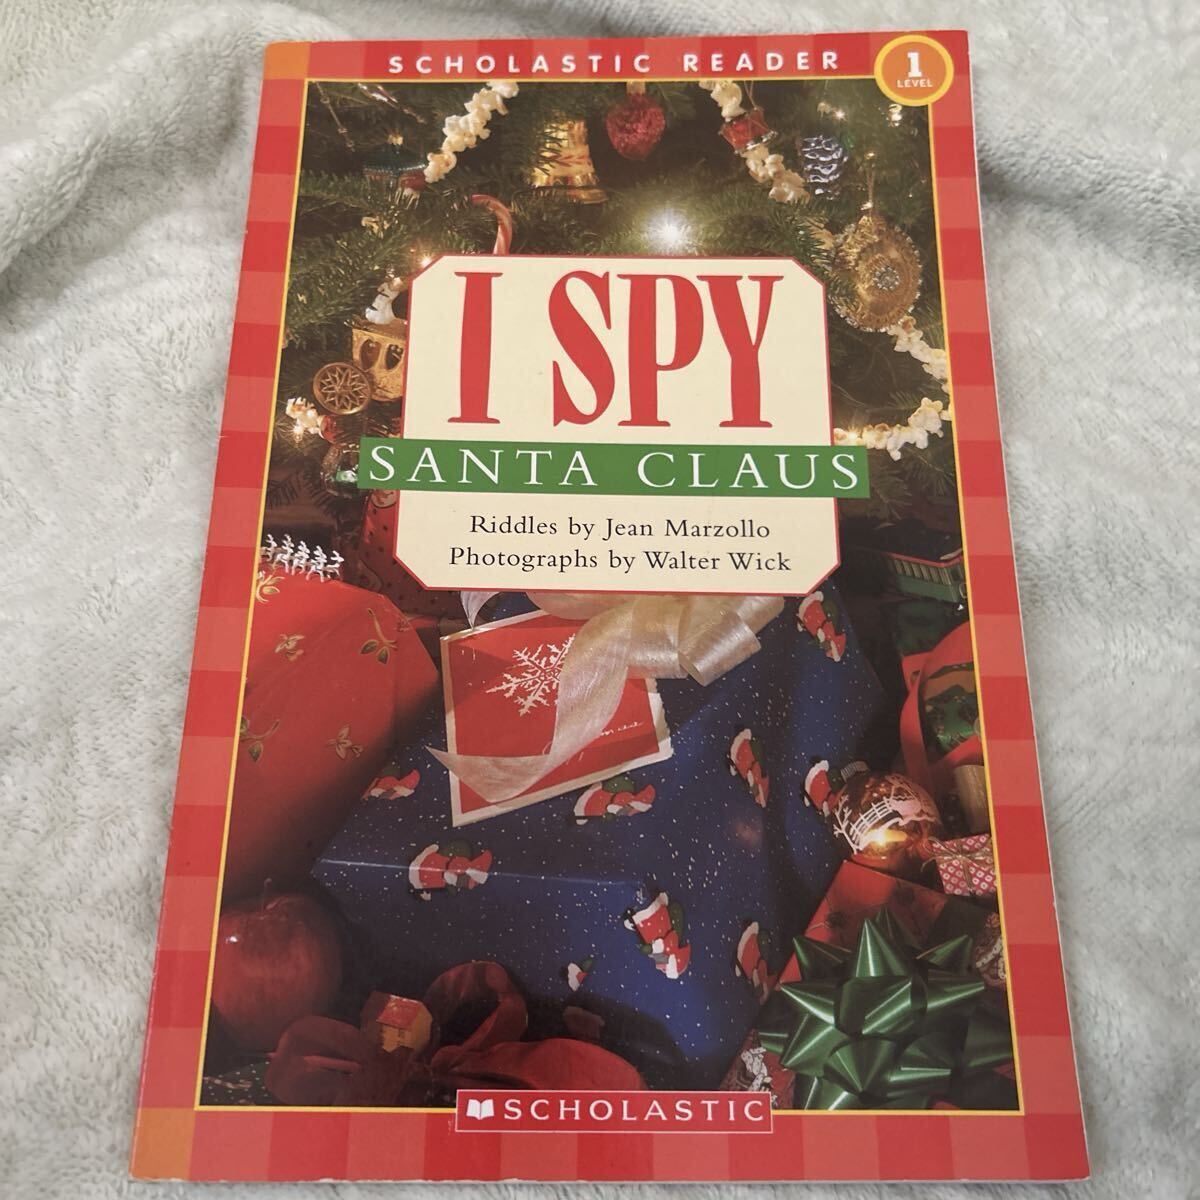 SCHOLASTIC READER
1
LEVEL
I SPY
SANTA CLAUS
Riddles by Jean Marzollo
Photographs by Walter Wick
SCHOLASTIC